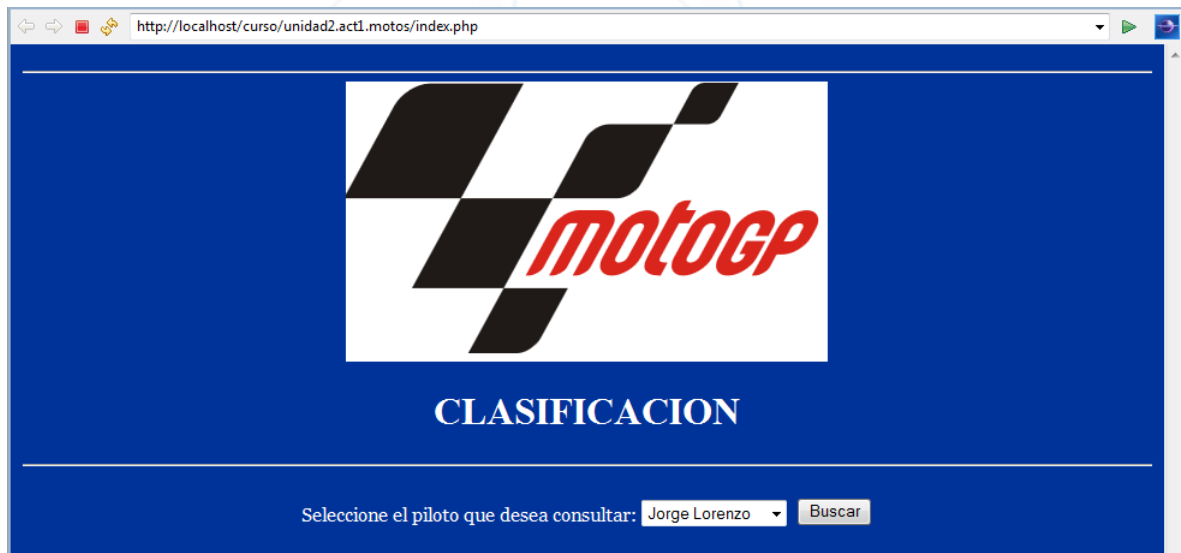 http://localhost/curso/unidad2.act1.motos/index.php
motoGP
CLASIFICACION
Seleccione el piloto que desea consultar: Jorge Lorenzo Buscar